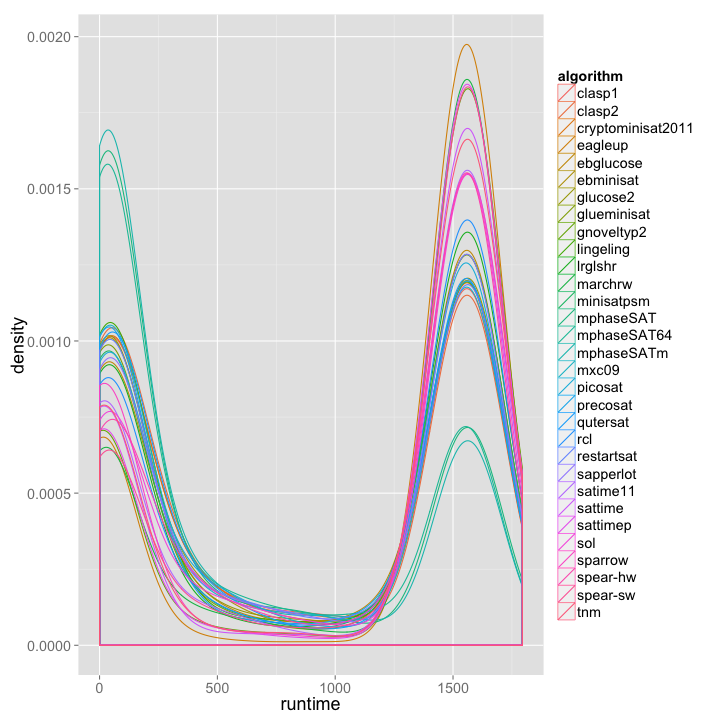 0.0020
0.0015
0.0010
0.0005
0.0000
density
0
500
1000
1500
runtime
algorithm
clasp1
clasp2
cryptominisat2011
eagleup
ebglucose
ebminisat
glucose2
glueminisat
gnoveltyp2
lingeling
lrglshr
marchrw
minisatpsm
mphaseSAT
mphaseSAT64
mphaseSATm
mxc09
picosat
precosat
qutersat
rcl
restartsat
sapperlot
satime11
sattime
sattimep
sol
sparrow
spear-hw
spear-sw
tnm